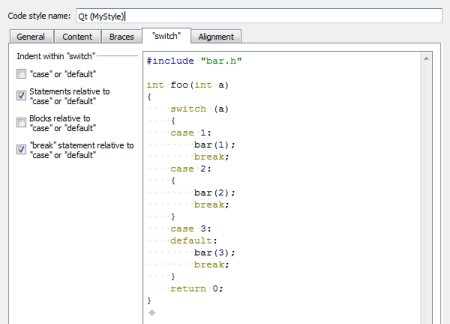 Code style name: Qt (MyStyle)
General Content Braces "switch" Alignment
Indent within "switch"
"case" or "default"
Statements relative to
"case" or "default"
Blocks relative to
"case" or "default"
"break" statement relative to
"case" or "default"
#include "bar.h"
int foo(int a)
{
    switch (a)
    {
    case 1:
        bar(1);
        break;
    case 2:
    {
        bar(2);
        break;
    }
    case 3:
    default:
        bar(3);
        break;
    }
    return 0;
}